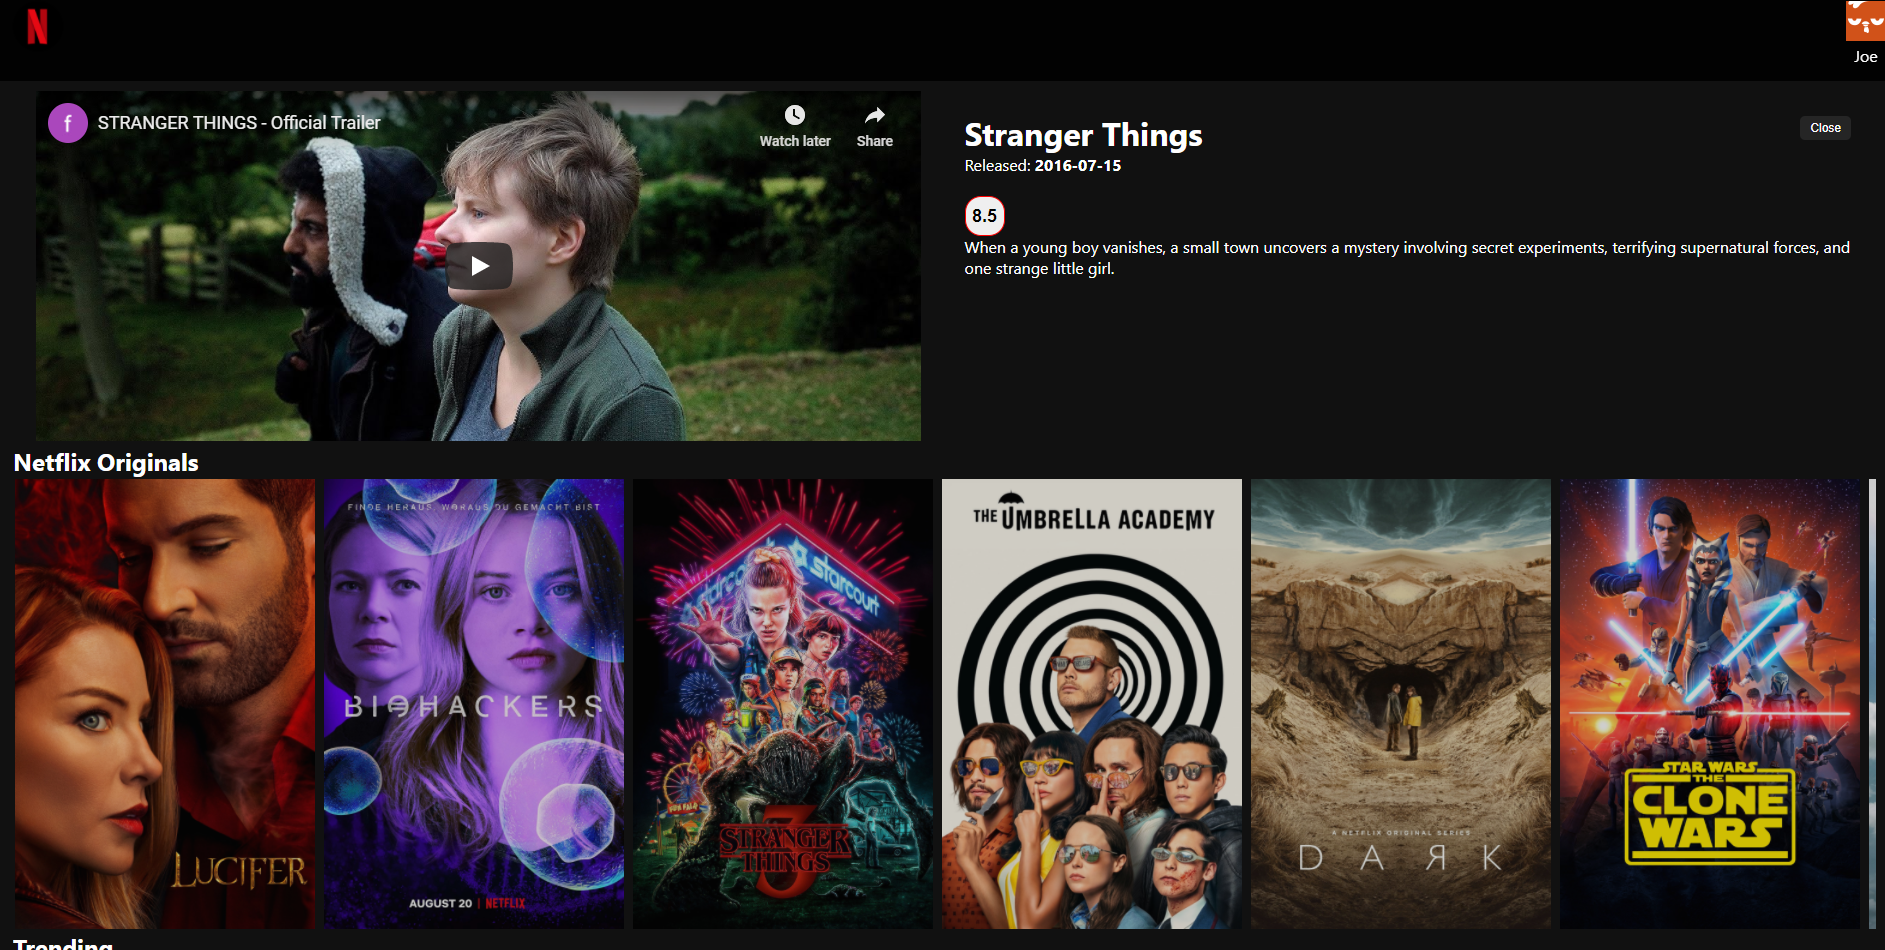 N
Joe
f
STRANGER THINGS - Official Trailer
Watch later
Share
Stranger Things
Close
Released: 2016-07-15
8.5
When a young boy vanishes, a small town uncovers a mystery involving secret experiments, terrifying supernatural forces, and
one strange little girl.
Netflix Originals
LUCIFER
FINDE HERAUS, WORAUS DU GEMACHT BIST
BIOHACKERS
AUGUST 20 | NETFLIX
starcourt
STRANGER
THINGS
3
THE UMBRELLA ACADEMY
A NETFLIX ORIGINAL SERIES
DAЯK
STAR WARS
THE
CLONE
WARS
Trending